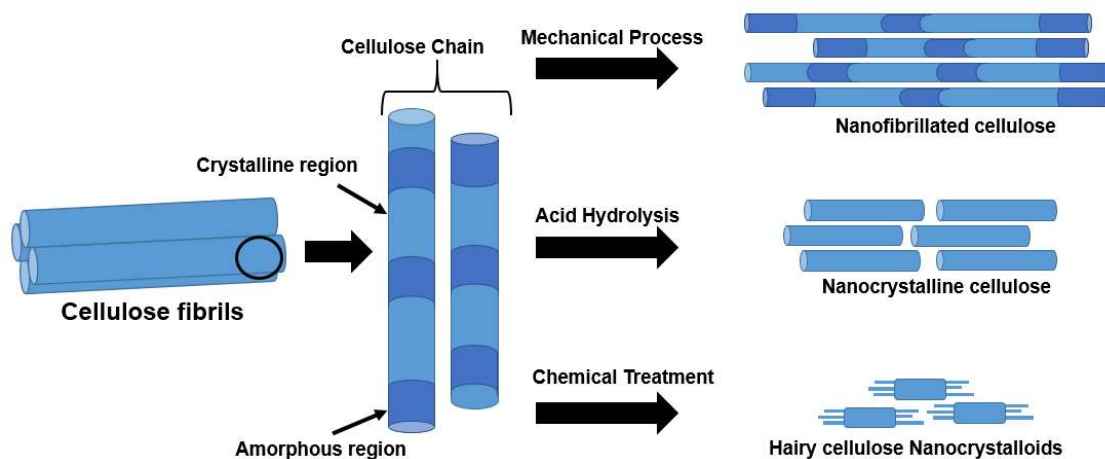 Cellulose Chain
Mechanical Process
Nanofibrillated cellulose
Crystalline region
Acid Hydrolysis
Cellulose fibrils
Nanocrystalline cellulose
Chemical Treatment
Amorphous region
Hairy cellulose Nanocrystalloids